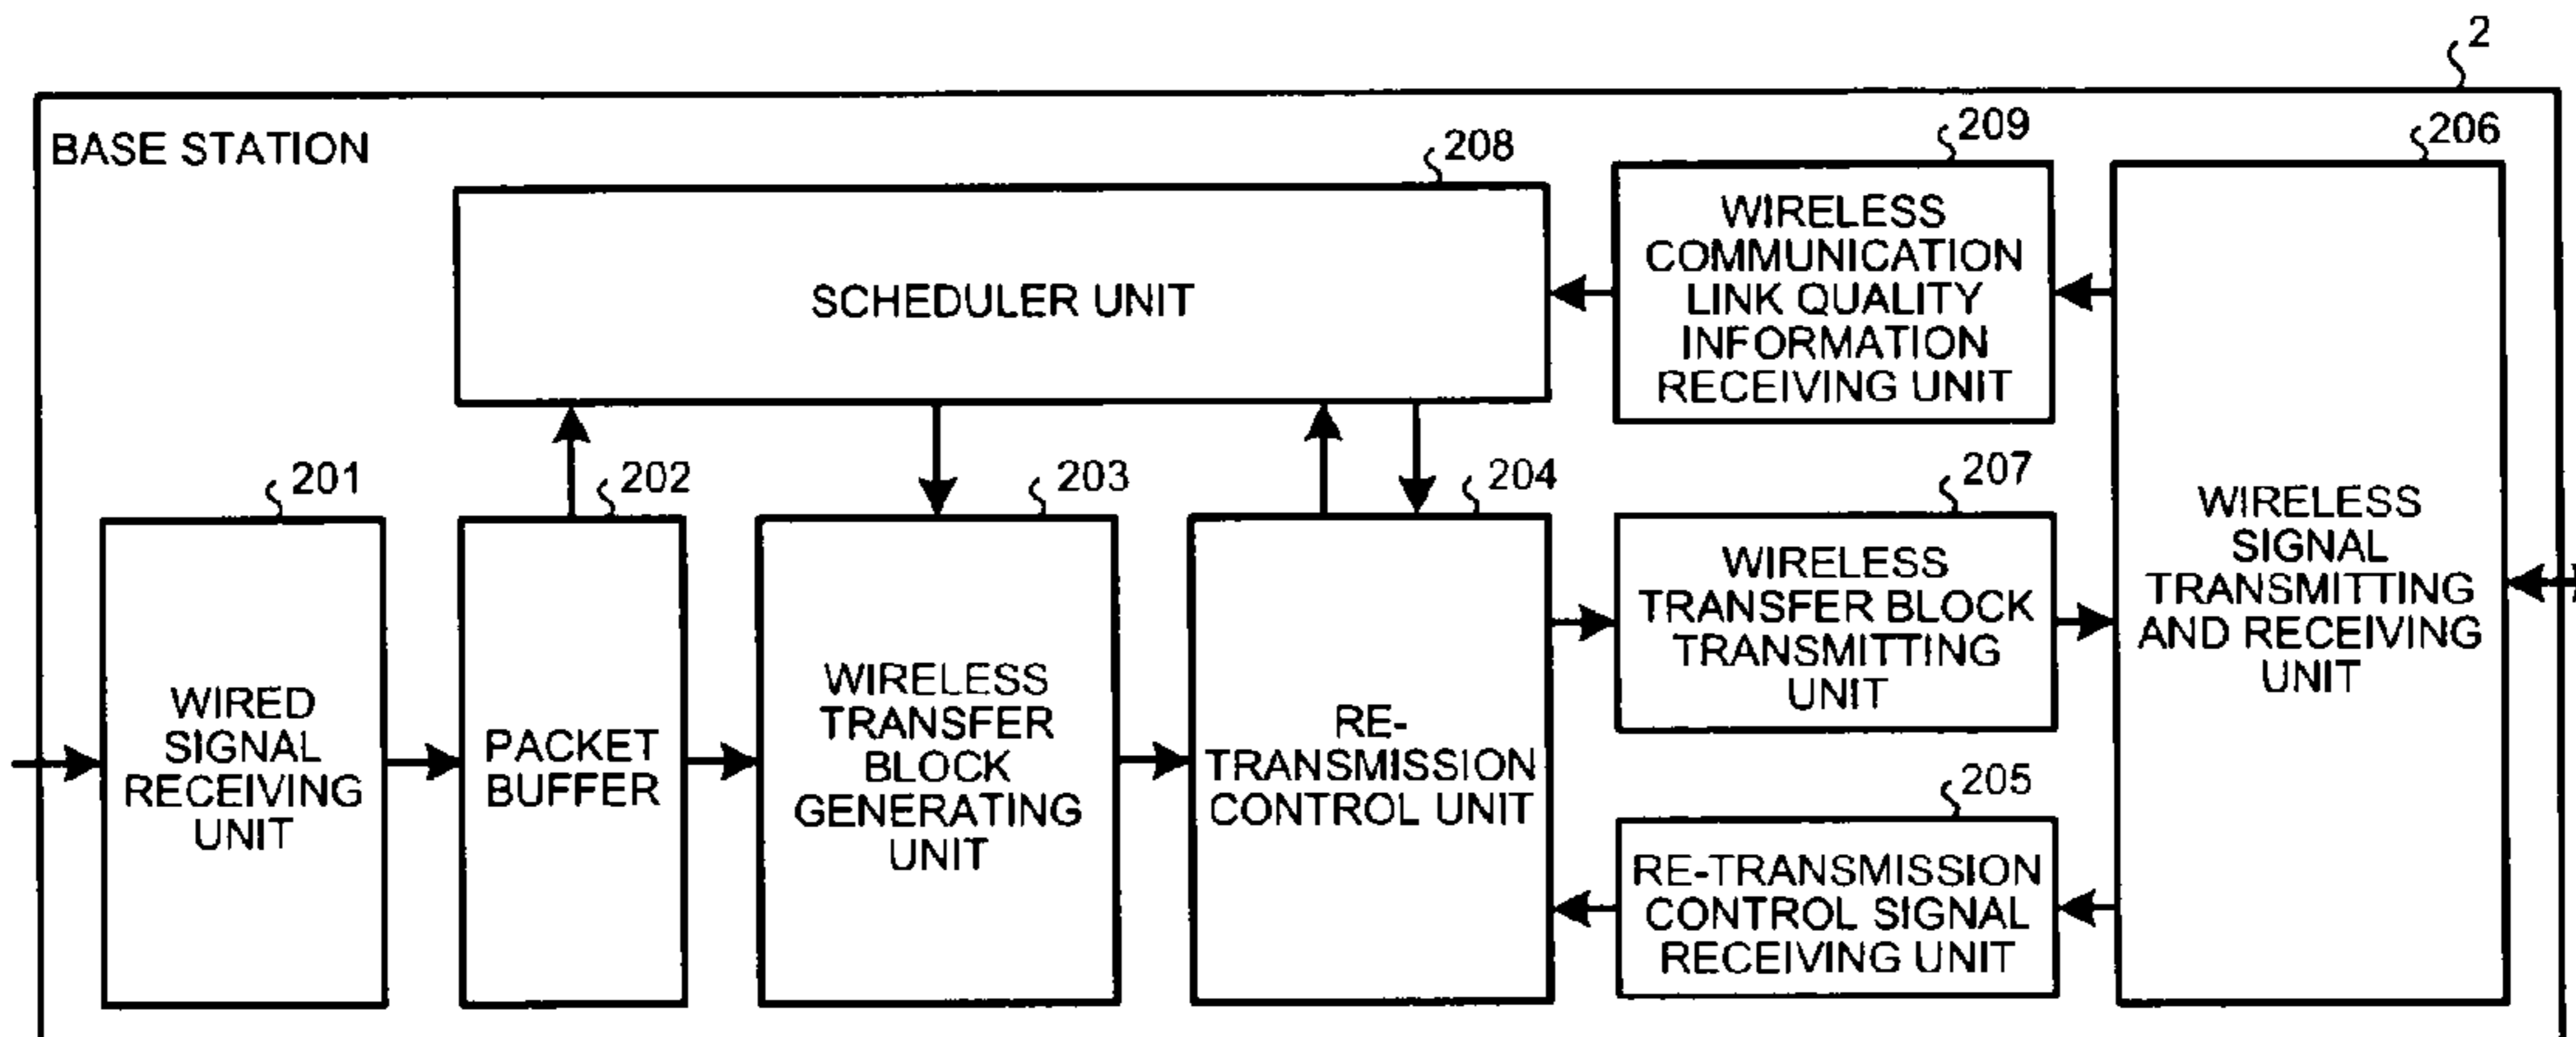 2
BASE STATION
208
SCHEDULER UNIT
209
WIRELESS
COMMUNICATION
LINK QUALITY
INFORMATION
RECEIVING UNIT
206
WIRELESS
SIGNAL
TRANSMITTING
AND RECEIVING
UNIT
201
WIRED
SIGNAL
RECEIVING
UNIT
202
PACKET
BUFFER
203
WIRELESS
TRANSFER
BLOCK
GENERATING
UNIT
204
RE-
TRANSMISSION
CONTROL UNIT
207
WIRELESS
TRANSFER BLOCK
TRANSMITTING
UNIT
205
RE-TRANSMISSION
CONTROL SIGNAL
RECEIVING UNIT